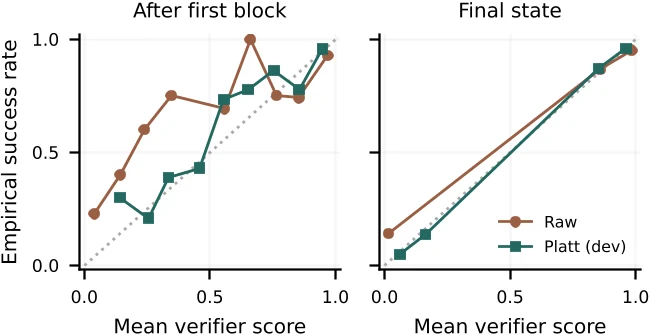 After first block
Final state
Empirical success rate
1.0
0.5
0.0
Raw
Platt (dev)
0.0 0.5 1.0
0.0 0.5 1.0
Mean verifier score
Mean verifier score